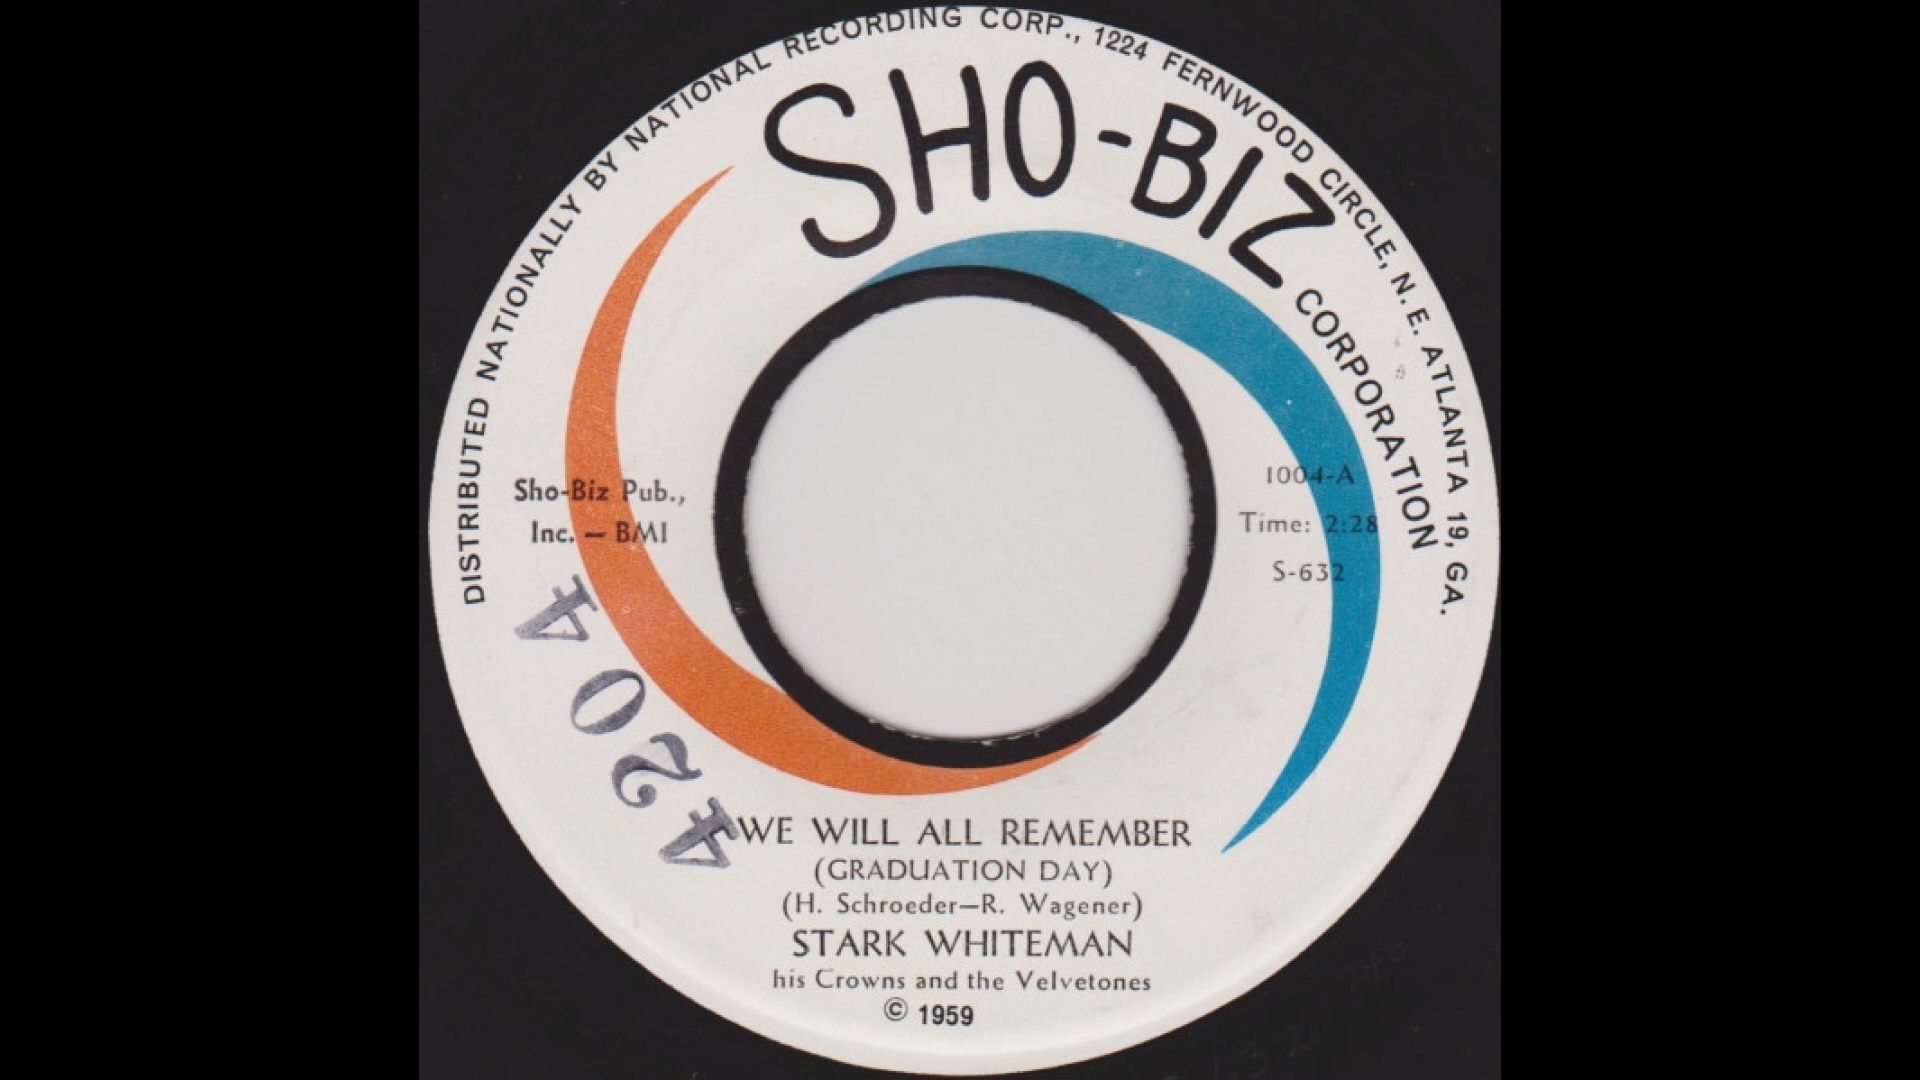 DISTRIBUTED NATIONALLY BY NATIONAL RECORDING CORP., 1224 FERNWOOD CIRCLE, N.E. ATLANTA 19, GA.
SHO-BIZ
CORPORATION
Sho-Biz Pub.,
Inc. — BMI
1004-A
Time: 2:28
S-632
4204
WE WILL ALL REMEMBER
(GRADUATION DAY)
(H. Schroeder—R. Wagener)
STARK WHITEMAN
his Crowns and the Velvetones
© 1959